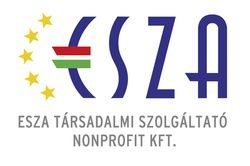 ESZA
ESZA TÁRSADALMI SZOLGÁLTATÓ
NONPROFIT KFT.